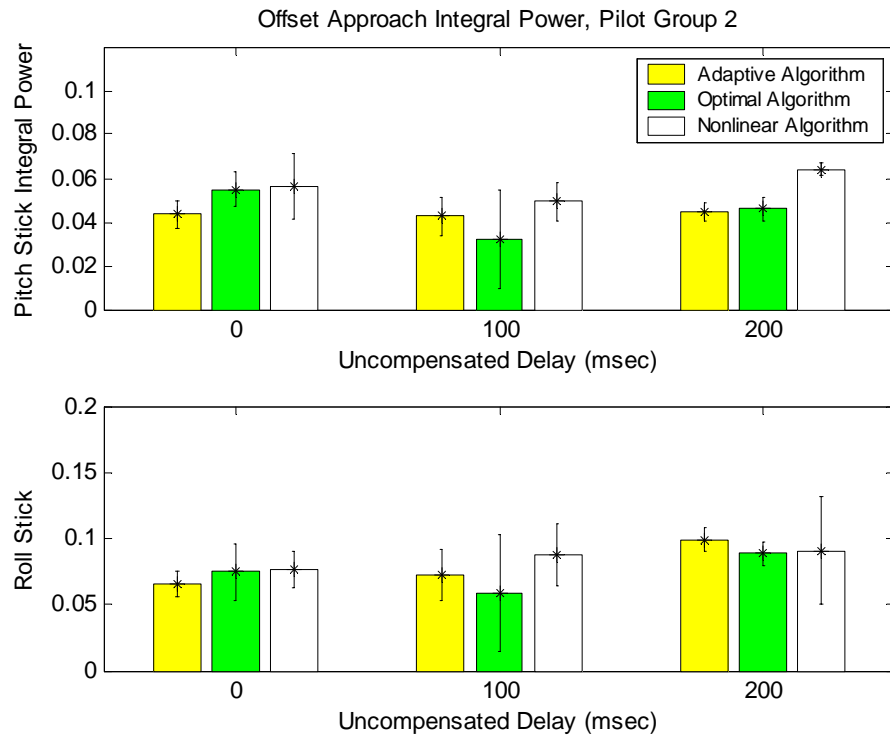 Offset Approach Integral Power, Pilot Group 2
Pitch Stick Integral Power
0.1
0.08
0.06
0.04
0.02
0
Adaptive Algorithm
Optimal Algorithm
Nonlinear Algorithm
0 100 200
Uncompensated Delay (msec)
Roll Stick
0.2
0.15
0.1
0.05
0
0 100 200
Uncompensated Delay (msec)